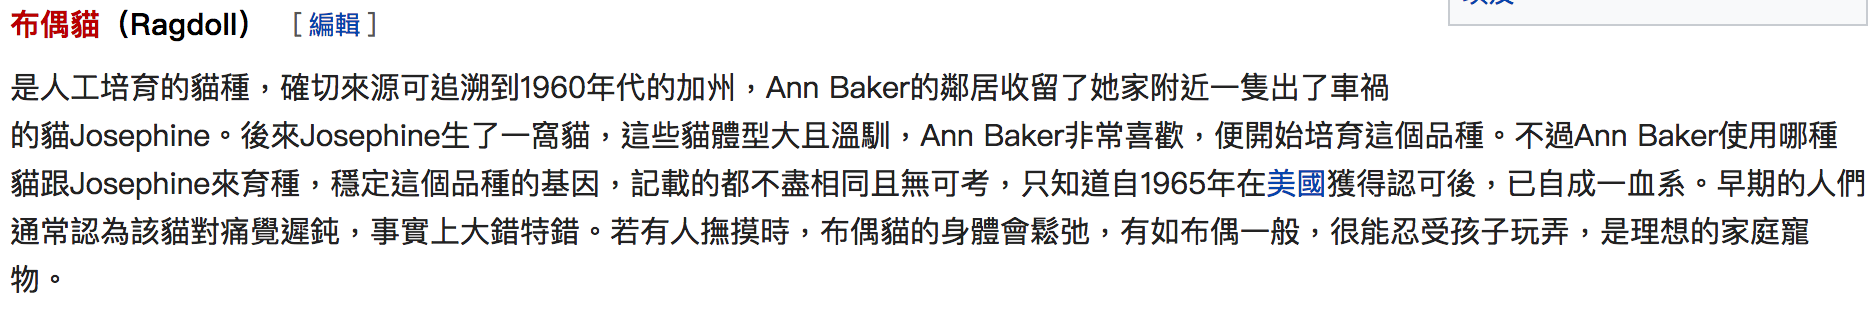 布偶貓（Ragdoll） [編輯]
是人工培育的貓種，確切來源可追溯到1960年代的加州，Ann Baker的鄰居收留了她家附近一隻出了車禍
的貓Josephine。後來Josephine生了一窩貓，這些貓體型大且溫馴，Ann Baker非常喜歡，便開始培育這個品種。不過Ann Baker使用哪種
貓跟Josephine來育種，穩定這個品種的基因，記載的都不盡相同且無可考，只知道自1965年在美國獲得認可後，已自成一血系。早期的人們
通常認為該貓對痛覺遲鈍，事實上大錯特錯。若有人撫摸時，布偶貓的身體會鬆弛，有如布偶一般，很能忍受孩子玩弄，是理想的家庭寵
物。